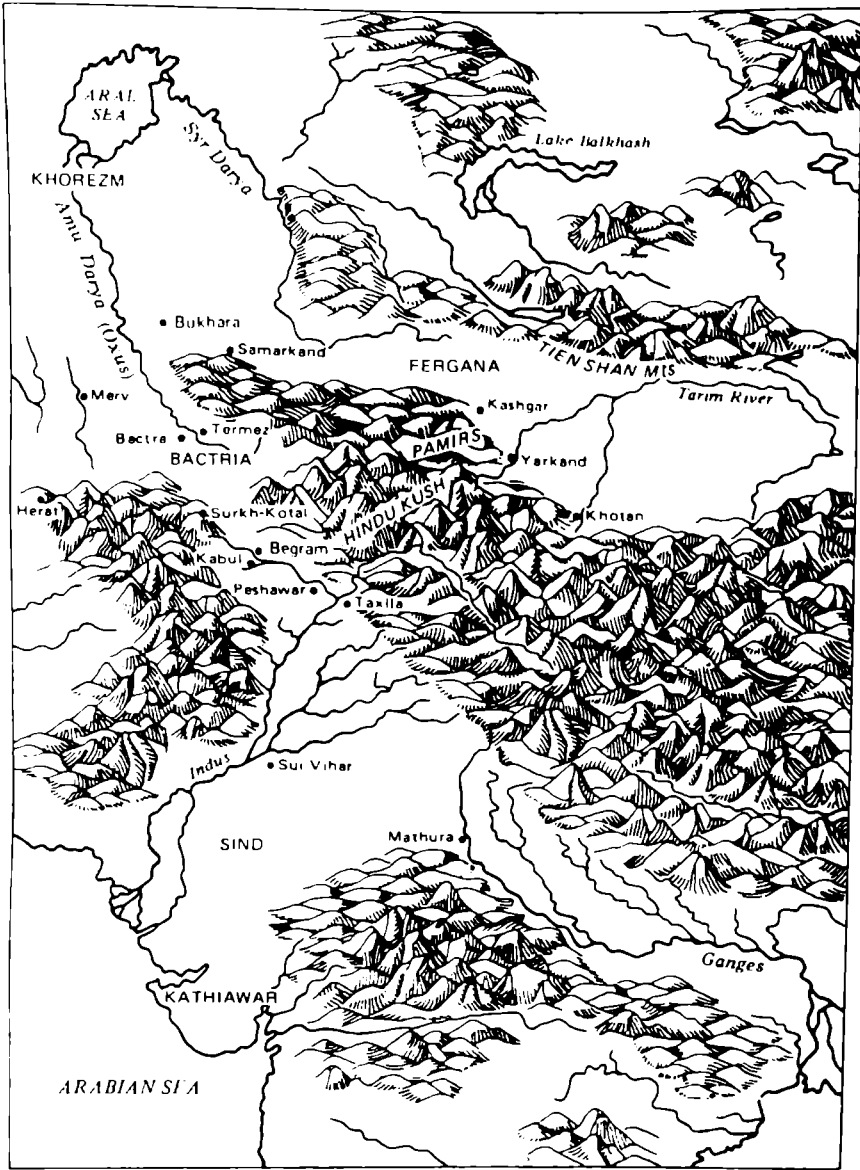 ARAL
SEA
Syr Darya
Lake Balkhash
KHOREZM
Amu Darya (Oxus)
Bukhara
Samarkand
FERGANA
TIEN SHAN MTS
Merv
Kashgar
Tarim River
Termez
Bactra
PAMIRS
BACTRIA
Yarkand
HINDU KUSH
Herat
Surkh-Kotal
Khotan
Begram
Kabul
Peshawar
Taxila
Indus
Sui Vihar
SIND
Mathura
Ganges
KATHIAWAR
ARABIAN SEA